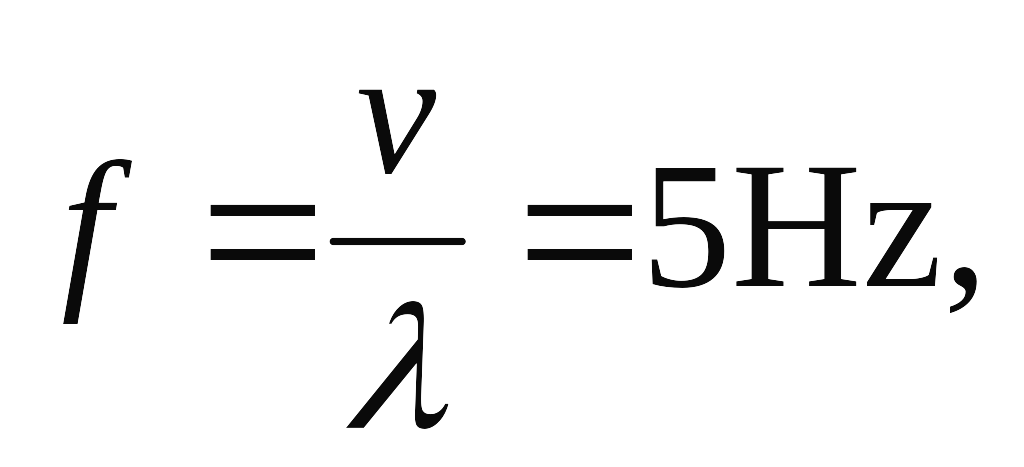 f = v/λ = 5Hz,